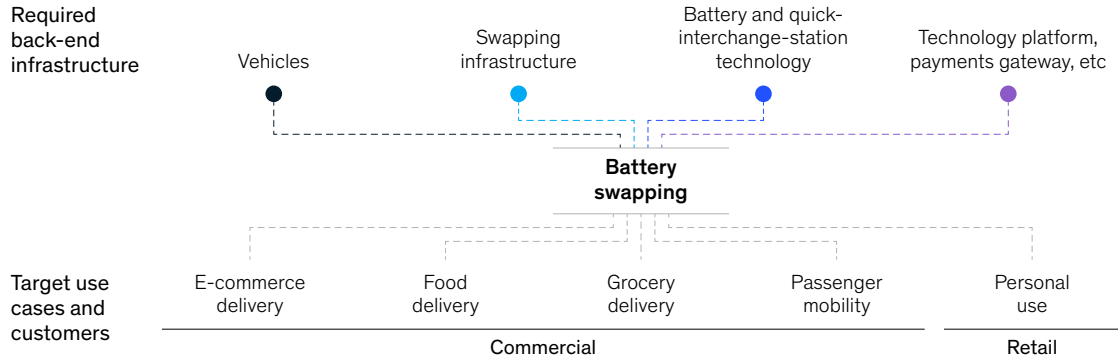 Required
back-end
infrastructure
Vehicles
Swapping
infrastructure
Battery and quick-
interchange-station
technology
Technology platform,
payments gateway, etc
Battery
swapping
Target use
cases and
customers
E-commerce
delivery
Food
delivery
Grocery
delivery
Passenger
mobility
Personal
use
Commercial
Retail